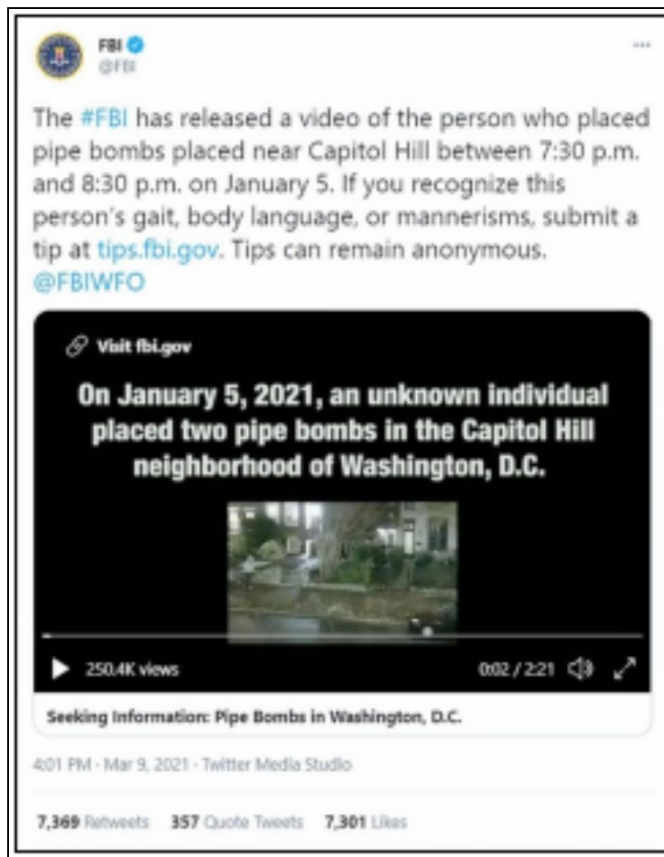 FBI
@FBI
The #FBI has released a video of the person who placed
pipe bombs placed near Capitol Hill between 7:30 p.m.
and 8:30 p.m. on January 5. If you recognize this
person's gait, body language, or mannerisms, submit a
tip at tips.fbi.gov. Tips can remain anonymous.
@FBIWFO
Visit fbi.gov
On January 5, 2021, an unknown individual
placed two pipe bombs in the Capitol Hill
neighborhood of Washington, D.C.
250.4K views 0:02 / 2:21
Seeking Information: Pipe Bombs in Washington, D.C.
4:01 PM · Mar 9, 2021 · Twitter Media Studio
7,369 Retweets 357 Quote Tweets 7,301 Likes